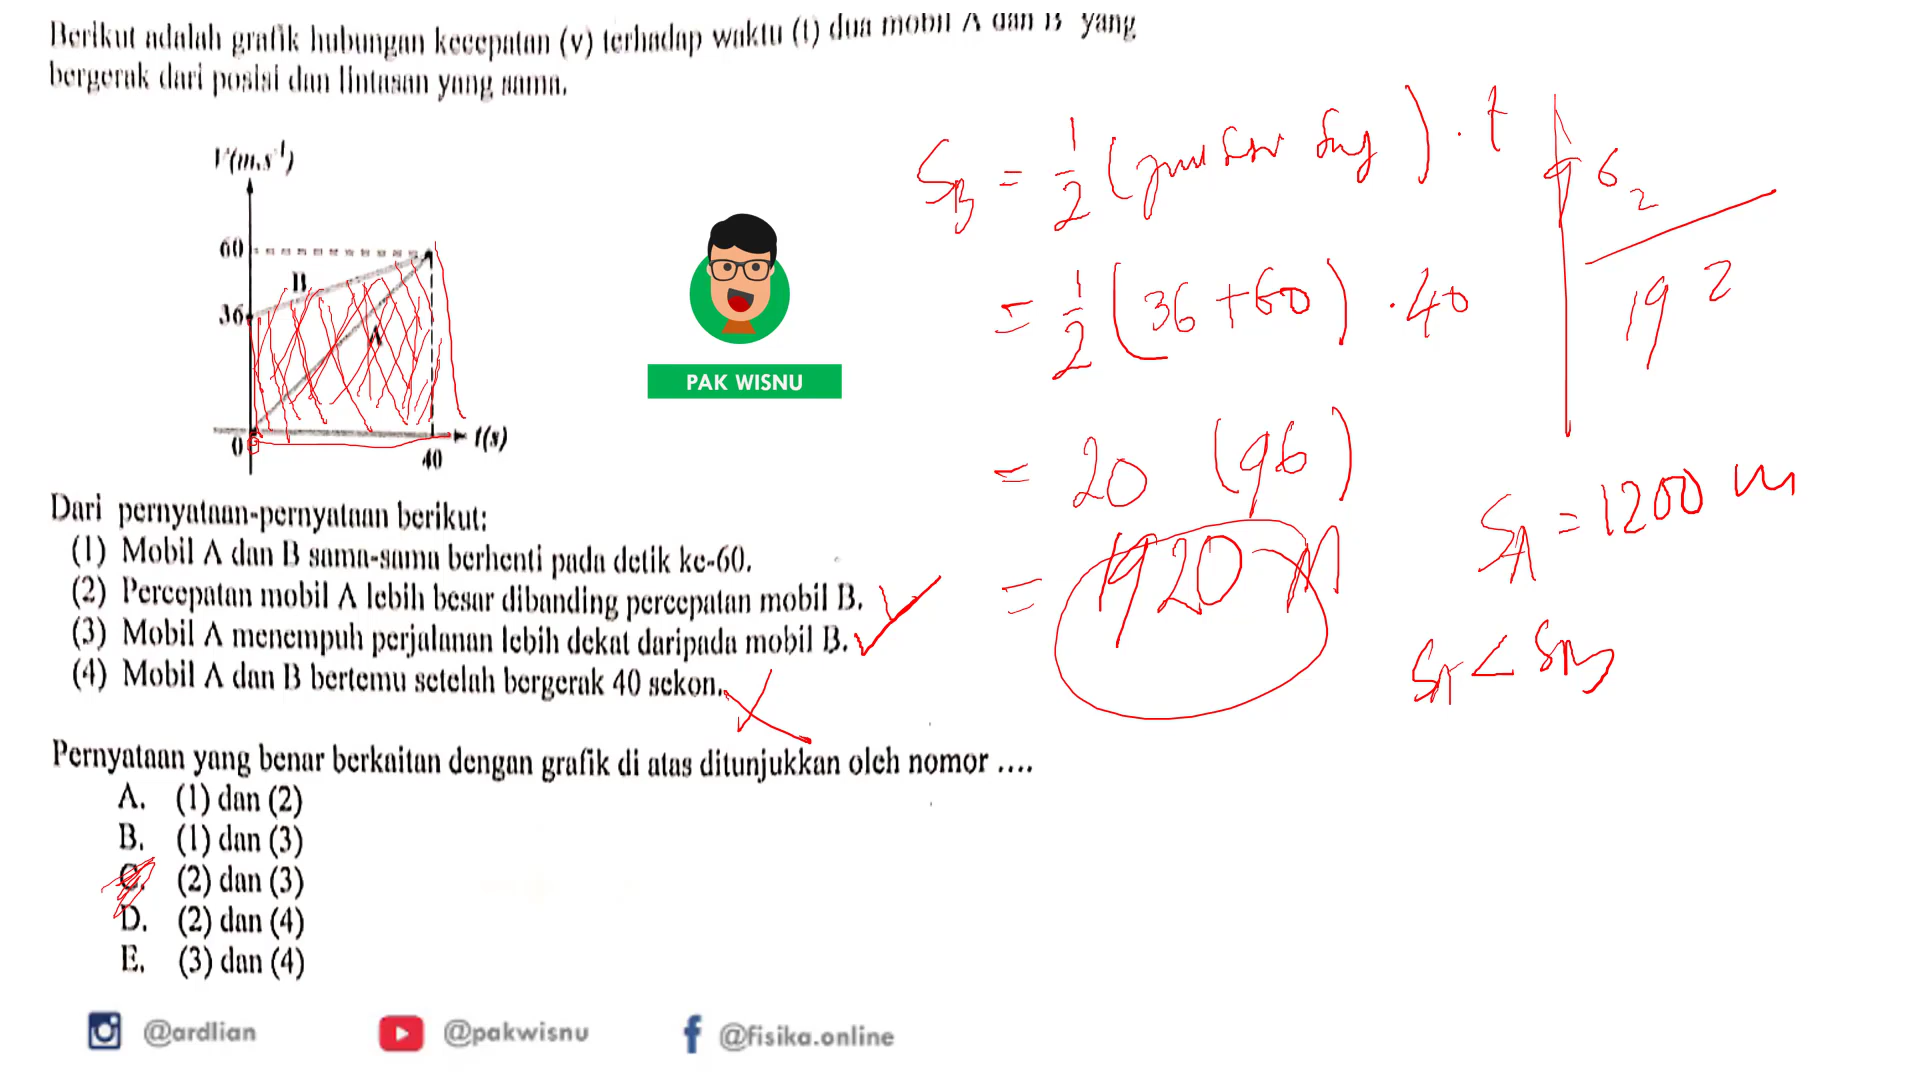 Berikut adalah grafik hubungan kecepatan (v) terhadap waktu (t) dua mobil A dan B yang
bergerak dari posisi dan lintasan yang sama.
V(m.s⁻¹)
60
B
36
A
0
40
t(s)
PAK WISNU
S_B = 1/2 ( ) . t
= 1/2 (36 + 60) . 40
= 20 (96)
= 1920 m
96
2
192
S_A = 1200 m
S_A < S_B
Dari pernyataan-pernyataan berikut:
(1) Mobil A dan B sama-sama berhenti pada detik ke-60.
(2) Percepatan mobil A lebih besar dibanding percepatan mobil B.
(3) Mobil A menempuh perjalanan lebih dekat daripada mobil B.
(4) Mobil A dan B bertemu setelah bergerak 40 sekon.
Pernyataan yang benar berkaitan dengan grafik di atas ditunjukkan oleh nomor ....
A. (1) dan (2)
B. (1) dan (3)
C. (2) dan (3)
D. (2) dan (4)
E. (3) dan (4)
@ardlian
@pakwisnu
@fisika.online